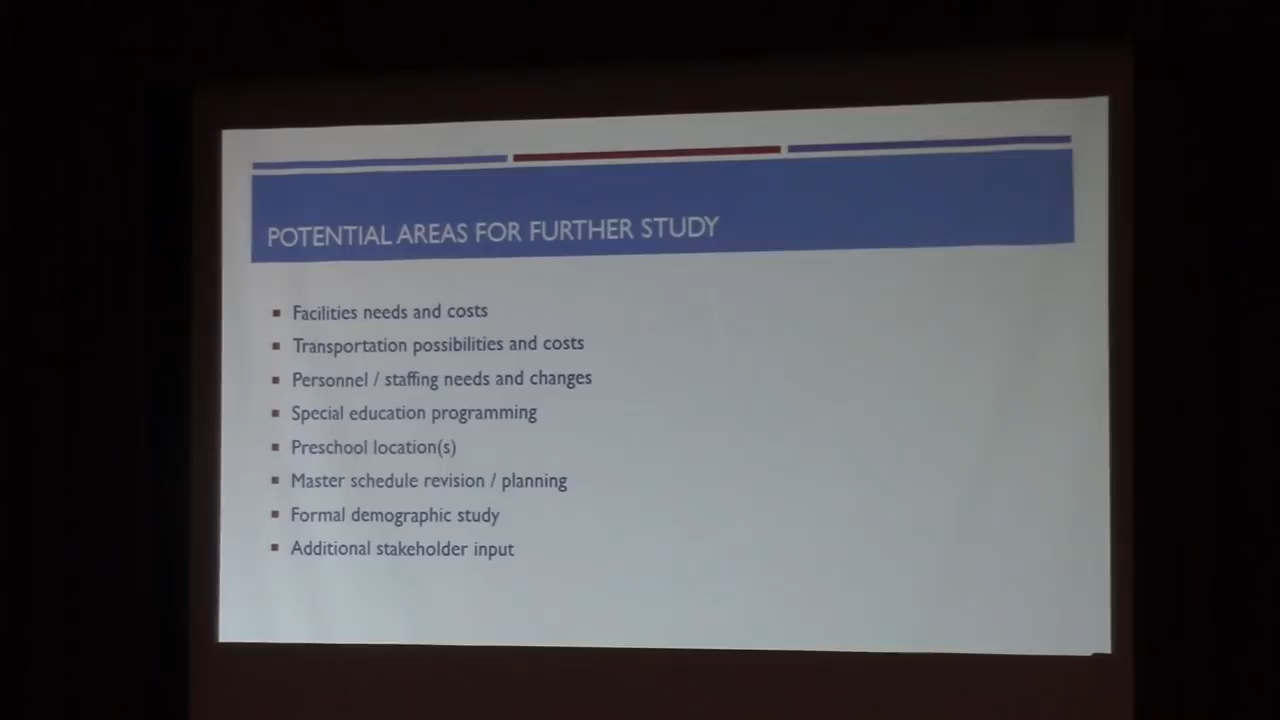 POTENTIAL AREAS FOR FURTHER STUDY
Facilities needs and costs
Transportation possibilities and costs
Personnel / staffing needs and changes
Special education programming
Preschool location(s)
Master schedule revision / planning
Formal demographic study
Additional stakeholder input